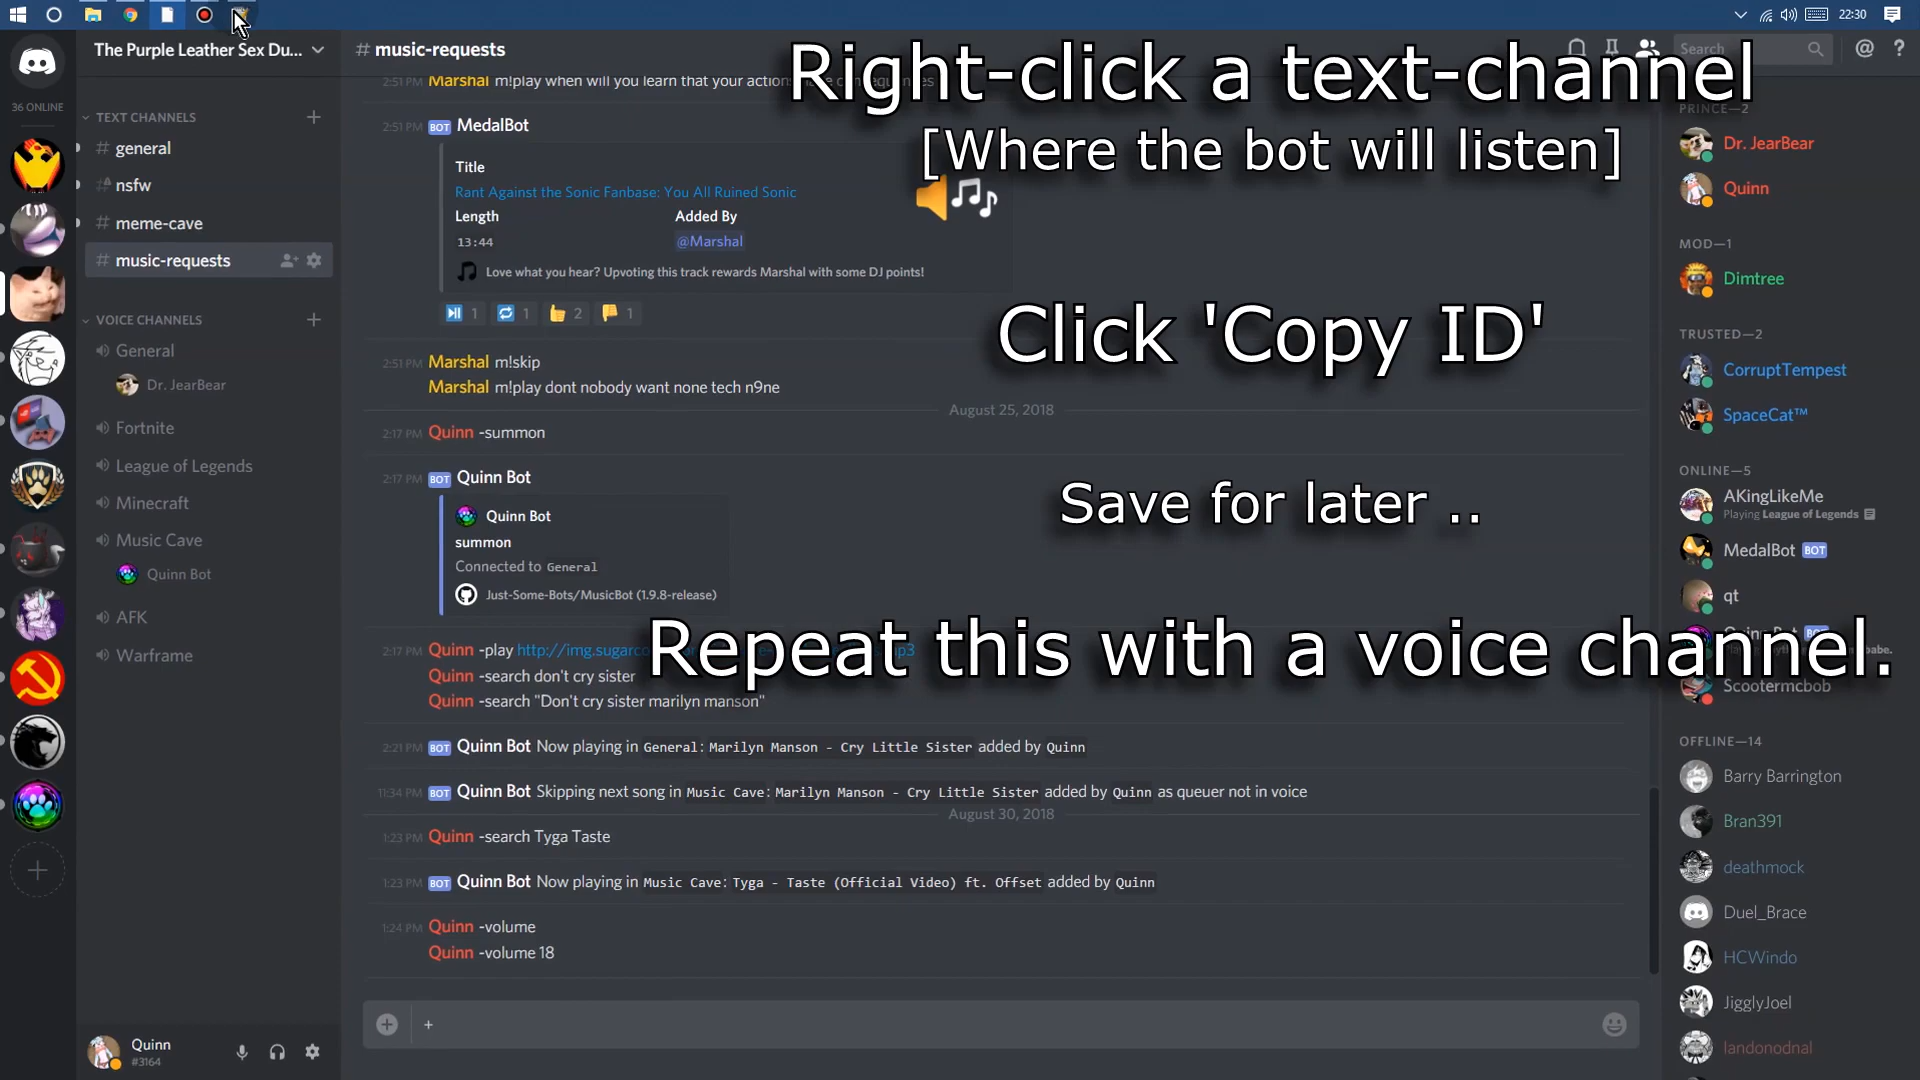 22:30
The Purple Leather Sex Du...
# music-requests
Search
Right-click a text-channel
[Where the bot will listen]
Click 'Copy ID'
Save for later ..
Repeat this with a voice channel.
36 ONLINE
TEXT CHANNELS
general
nsfw
meme-cave
# music-requests
VOICE CHANNELS
General
Dr. JearBear
Fortnite
League of Legends
Minecraft
Music Cave
Quinn Bot
AFK
Warframe
Quinn
#3164
2:51 PM Marshal m!play when will you learn that your actions have consequences
2:51 PM BOT MedalBot
Title
Rant Against the Sonic Fanbase: You All Ruined Sonic
Length Added By
13:44 @Marshal
Love what you hear? Upvoting this track rewards Marshal with some DJ points!
1 1 2 1
2:51 PM Marshal m!skip
Marshal m!play dont nobody want none tech n9ne
August 25, 2018
2:17 PM Quinn -summon
2:17 PM BOT Quinn Bot
Quinn Bot
summon
Connected to General
Just-Some-Bots/MusicBot (1.9.8-release)
2:17 PM Quinn -play
Quinn -search don't cry sister
Quinn -search "Don't cry sister marilyn manson"
2:21 PM BOT Quinn Bot Now playing in General: Marilyn Manson - Cry Little Sister added by Quinn
11:34 PM BOT Quinn Bot Skipping next song in Music Cave: Marilyn Manson - Cry Little Sister added by Quinn as queuer not in voice
August 30, 2018
1:23 PM Quinn -search Tyga Taste
1:23 PM BOT Quinn Bot Now playing in Music Cave: Tyga - Taste (Official Video) ft. Offset added by Quinn
1:24 PM Quinn -volume
Quinn -volume 18
+
PRINCE—2
Dr. JearBear
Quinn
MOD—1
Dimtree
TRUSTED—2
CorruptTempest
SpaceCat™
ONLINE—5
AKingLikeMe
Playing League of Legends
MedalBot BOT
qt
Quinn Bot BOT
Scootermcbob
OFFLINE—14
Barry Barrington
Bran391
deathmock
Duel_Brace
HCWindo
JigglyJoel
landonodnal